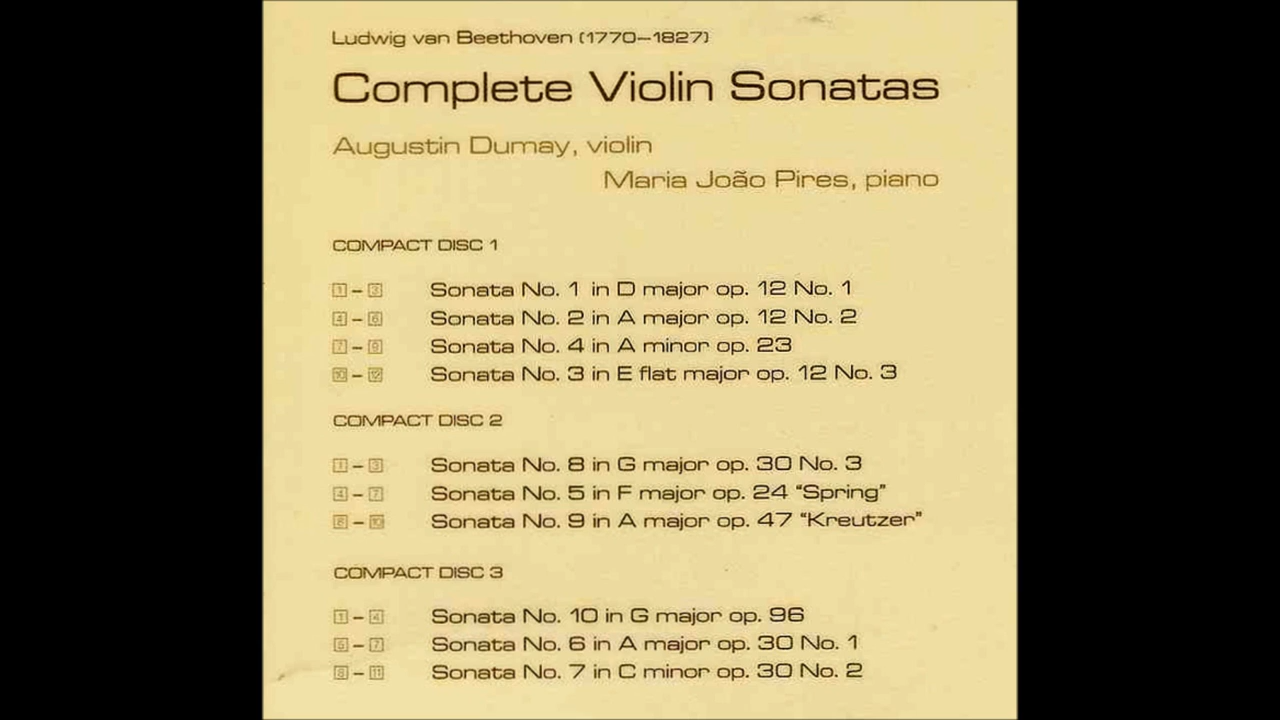 Ludwig van Beethoven (1770–1827)
Complete Violin Sonatas
Augustin Dumay, violin
Maria João Pires, piano
COMPACT DISC 1
1 – 3 Sonata No. 1 in D major op. 12 No. 1
4 – 6 Sonata No. 2 in A major op. 12 No. 2
7 – 9 Sonata No. 4 in A minor op. 23
10 – 12 Sonata No. 3 in E flat major op. 12 No. 3
COMPACT DISC 2
1 – 3 Sonata No. 8 in G major op. 30 No. 3
4 – 7 Sonata No. 5 in F major op. 24 “Spring”
8 – 10 Sonata No. 9 in A major op. 47 “Kreutzer”
COMPACT DISC 3
1 – 4 Sonata No. 10 in G major op. 96
5 – 7 Sonata No. 6 in A major op. 30 No. 1
8 – 11 Sonata No. 7 in C minor op. 30 No. 2